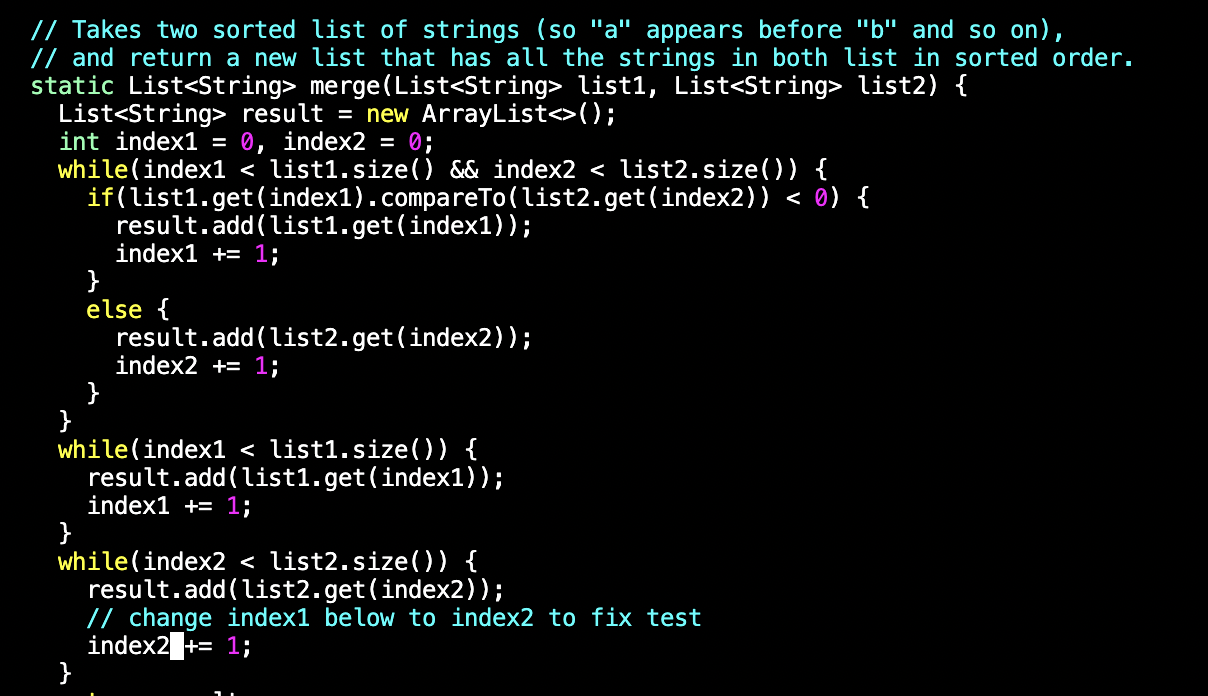 // Takes two sorted list of strings (so "a" appears before "b" and so on),
// and return a new list that has all the strings in both list in sorted order.
static List<String> merge(List<String> list1, List<String> list2) {
  List<String> result = new ArrayList<>();
  int index1 = 0, index2 = 0;
  while(index1 < list1.size() && index2 < list2.size()) {
    if(list1.get(index1).compareTo(list2.get(index2)) < 0) {
      result.add(list1.get(index1));
      index1 += 1;
    }
    else {
      result.add(list2.get(index2));
      index2 += 1;
    }
  }
  while(index1 < list1.size()) {
    result.add(list1.get(index1));
    index1 += 1;
  }
  while(index2 < list2.size()) {
    result.add(list2.get(index2));
    // change index1 below to index2 to fix test
    index2 += 1;
  }